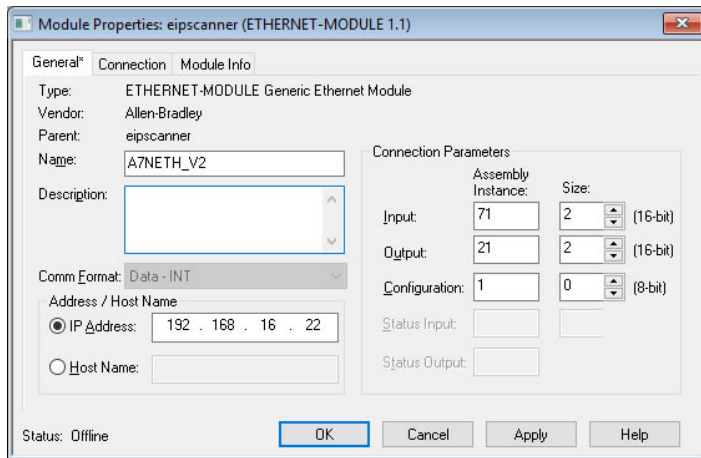 Module Properties: eipscanner (ETHERNET-MODULE 1.1)
General* Connection Module Info
Type: ETHERNET-MODULE Generic Ethernet Module
Vendor: Allen-Bradley
Parent: eipscanner
Name: A7NETH_V2
Description:
Comm Format: Data - INT
Address / Host Name
IP Address: 192 . 168 . 16 . 22
Host Name:
Connection Parameters
Assembly Instance: Size:
Input: 71 2 (16-bit)
Output: 21 2 (16-bit)
Configuration: 1 0 (8-bit)
Status Input:
Status Output:
Status: Offline
OK Cancel Apply Help